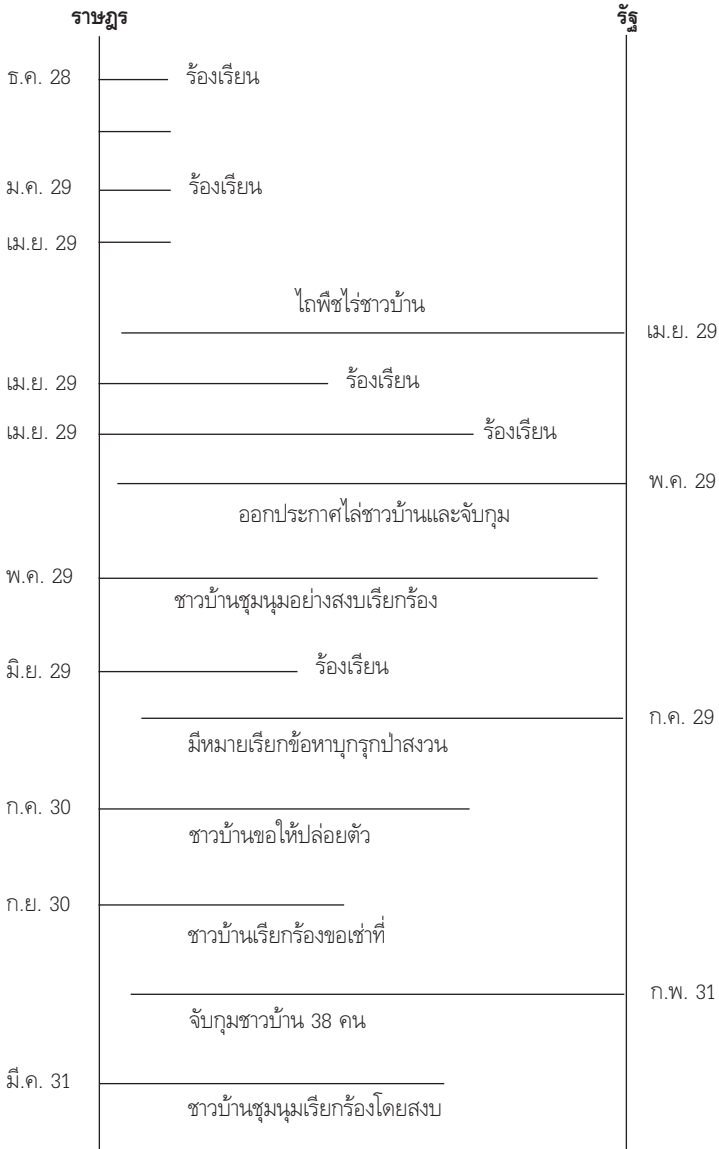 ราษฎร รัฐ
ธ.ค. 28 ร้องเรียน
ม.ค. 29 ร้องเรียน
เม.ย. 29
ไถพืชไร่ชาวบ้าน
เม.ย. 29
เม.ย. 29 ร้องเรียน
เม.ย. 29 ร้องเรียน
พ.ค. 29
ออกประกาศไล่ชาวบ้านและจับกุม
พ.ค. 29
ชาวบ้านชุมนุมอย่างสงบเรียกร้อง
มิ.ย. 29 ร้องเรียน
ก.ค. 29
มีหมายเรียกข้อหาบุกรุกป่าสงวน
ก.ค. 30
ชาวบ้านขอให้ปล่อยตัว
ก.ย. 30
ชาวบ้านเรียกร้องขอเช่าที่
ก.พ. 31
จับกุมชาวบ้าน 38 คน
มี.ค. 31
ชาวบ้านชุมนุมเรียกร้องโดยสงบ